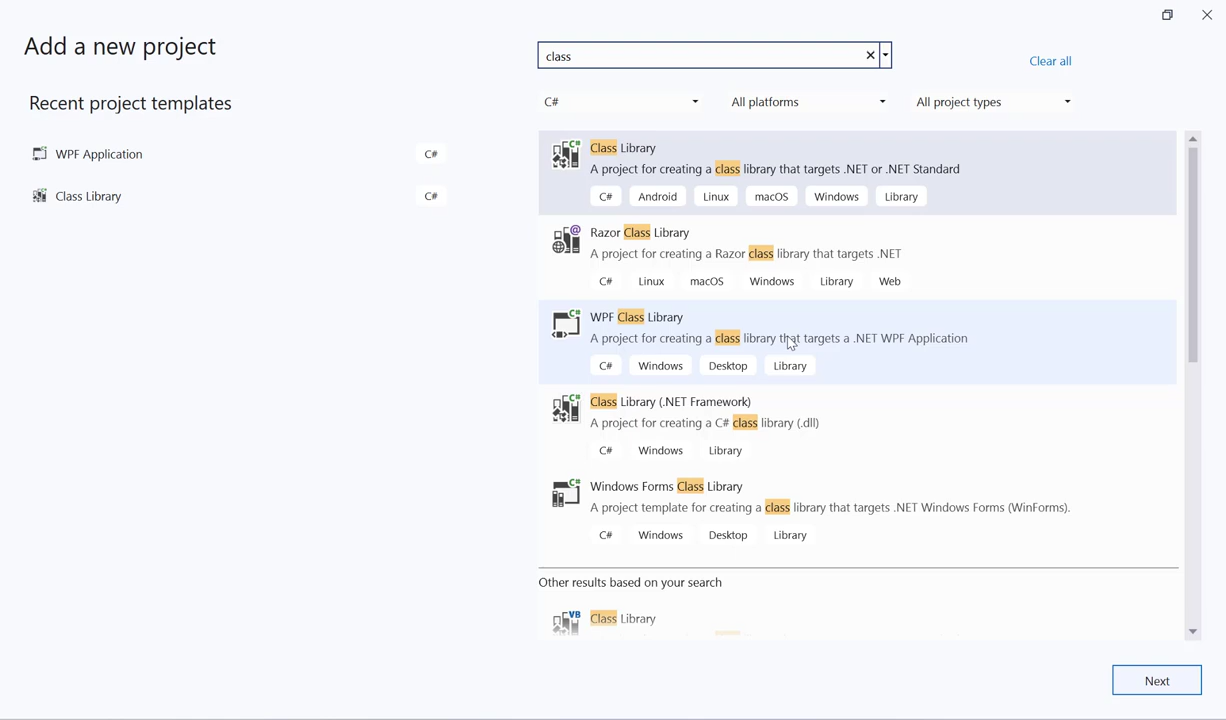 Add a new project
class
Clear all
Recent project templates
C#
All platforms
All project types
WPF Application
C#
Class Library
C#
Class Library
A project for creating a class library that targets .NET or .NET Standard
C# Android Linux macOS Windows Library
Razor Class Library
A project for creating a Razor class library that targets .NET
C# Linux macOS Windows Library Web
WPF Class Library
A project for creating a class library that targets a .NET WPF Application
C# Windows Desktop Library
Class Library (.NET Framework)
A project for creating a C# class library (.dll)
C# Windows Library
Windows Forms Class Library
A project template for creating a class library that targets .NET Windows Forms (WinForms).
C# Windows Desktop Library
Other results based on your search
VB
Class Library
Next